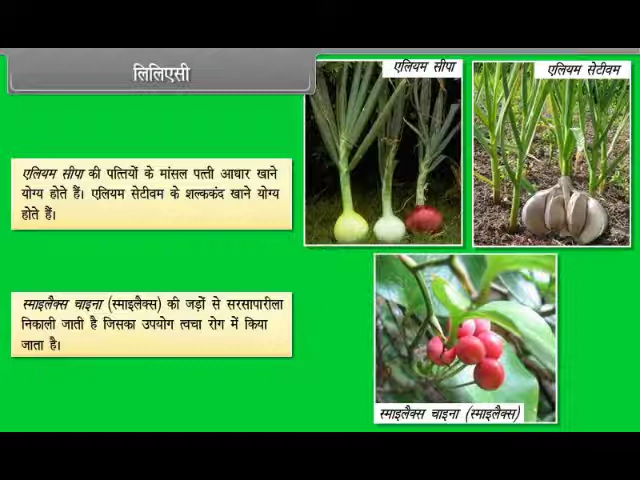 लिलिएसी
एलियम सीपा
एलियम सेटीवम
एलियम सीपा की पत्तियों के मांसल पत्ती आधार खाने
योग्य होते हैं। एलियम सेटीवम के शल्ककंद खाने योग्य
होते हैं।
स्माइलैक्स चाइना (स्माइलैक्स) की जड़ों से सरसापारीला
निकाली जाती है जिसका उपयोग त्वचा रोग में किया
जाता है।
स्माइलैक्स चाइना (स्माइलैक्स)